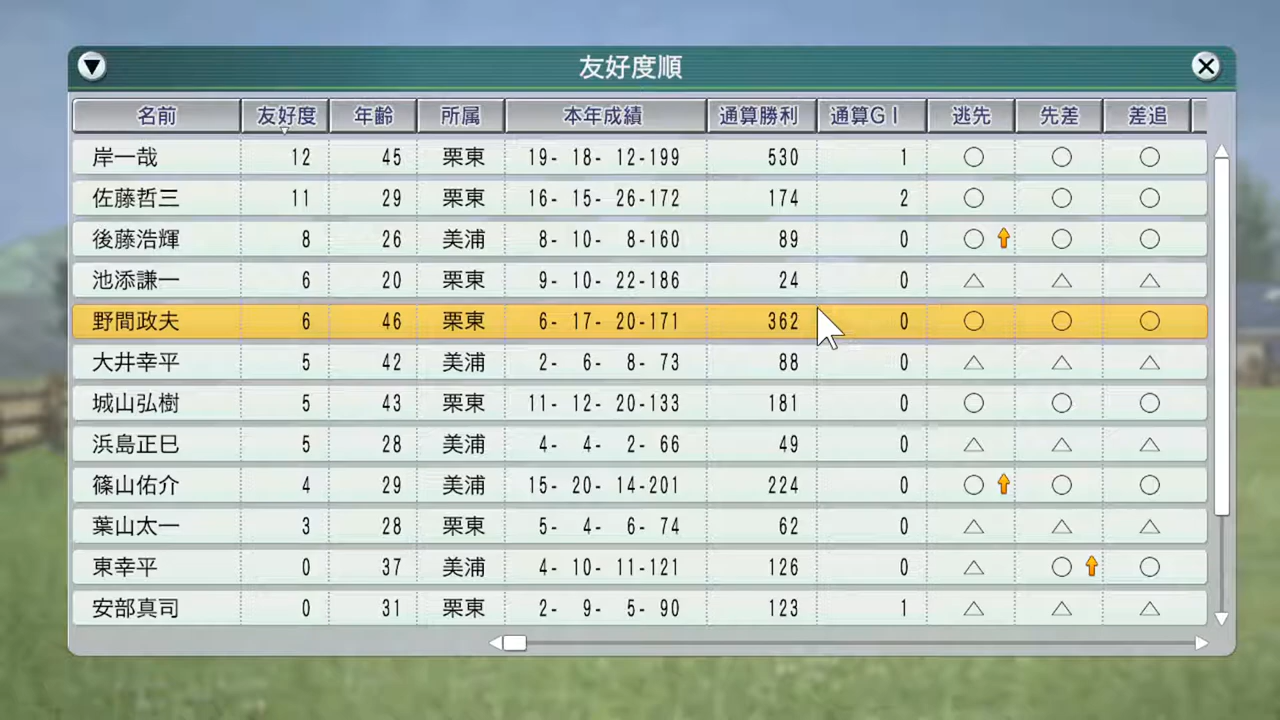 友好度順
名前 友好度 年齢 所属 本年成績 通算勝利 通算GⅠ 逃先 先差 差追
岸一哉 12 45 栗東 19- 18- 12-199 530 1 ○ ○ ○
佐藤哲三 11 29 栗東 16- 15- 26-172 174 2 ○ ○ ○
後藤浩輝 8 26 美浦 8- 10- 8-160 89 0 ○ ○ ○
池添謙一 6 20 栗東 9- 10- 22-186 24 0 △ △ △
野間政夫 6 46 栗東 6- 17- 20-171 362 0 ○ ○ ○
大井幸平 5 42 美浦 2- 6- 8- 73 88 0 △ △ △
城山弘樹 5 43 栗東 11- 12- 20-133 181 0 ○ ○ ○
浜島正巳 5 28 美浦 4- 4- 2- 66 49 0 △ △ △
篠山佑介 4 29 美浦 15- 20- 14-201 224 0 ○ ○ ○
葉山太一 3 28 栗東 5- 4- 6- 74 62 0 △ △ △
東幸平 0 37 美浦 4- 10- 11-121 126 0 △ ○ ○
安部真司 0 31 栗東 2- 9- 5- 90 123 1 △ △ △